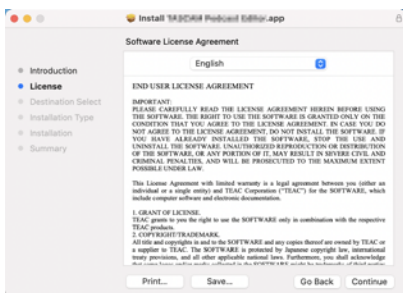 Install TASCAM Podcast Editor.app
Software License Agreement
English
Introduction
License
Destination Select
Installation Type
Installation
Summary
END USER LICENSE AGREEMENT
IMPORTANT:
PLEASE CAREFULLY READ THE LICENSE AGREEMENT HEREIN BEFORE USING
THE SOFTWARE. THE RIGHT TO USE THE SOFTWARE IS GRANTED ONLY ON THE
CONDITION THAT YOU AGREE TO THE LICENSE AGREEMENT. IN CASE YOU DO
NOT AGREE TO THE LICENSE AGREEMENT, DO NOT INSTALL THE SOFTWARE. IF
YOU HAVE ALREADY INSTALLED THE SOFTWARE, STOP THE USE AND
UNINSTALL THE SOFTWARE. UNAUTHORIZED REPRODUCTION OR DISTRIBUTION
OF THE SOFTWARE, OR ANY PORTION OF IT, MAY RESULT IN SEVERE CIVIL AND
CRIMINAL PENALTIES, AND WILL BE PROSECUTED TO THE MAXIMUM EXTENT
POSSIBLE UNDER LAW.
This License Agreement with limited warranty is a legal agreement between you (either an
individual or a single entity) and TEAC Corporation ("TEAC") for the SOFTWARE, which
include computer software and electronic documentation.
1. GRANT OF LICENSE.
TEAC grants to you the right to use the SOFTWARE only in combination with the respective
TEAC products.
2. COPYRIGHT/TRADEMARK.
All title and copyrights in and to the SOFTWARE and any copies thereof are owned by TEAC or
a supplier to TEAC. The SOFTWARE is protected by Japanese copyright law, international
treaty provisions, and all other applicable national laws. Furthermore, you shall acknowledge
Print...
Save...
Go Back
Continue